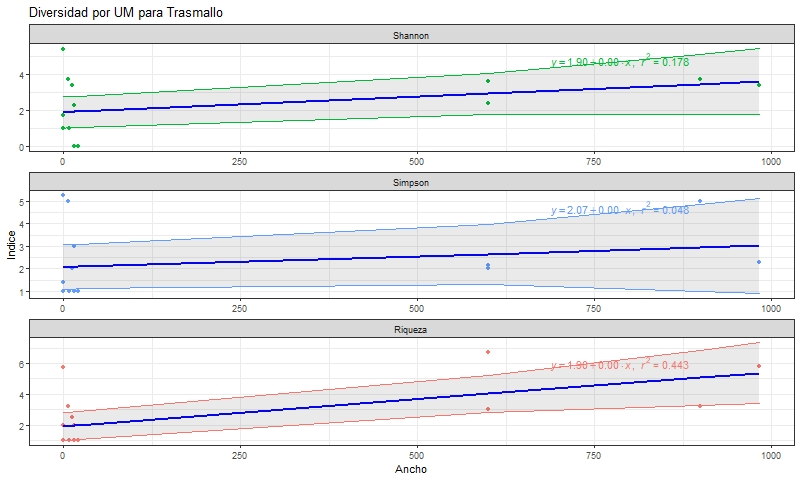 Diversidad por UM para Trasmallo
Shannon
y = 1.90 + 0.00 · x, r² = 0.178
4
2
0
0 250 500 750 1000
Simpson
y = 2.07 + 0.00 · x, r² = 0.048
5
4
3
2
1
0 250 500 750 1000
Indice
Riqueza
y = 1.90 + 0.00 · x, r² = 0.443
6
4
2
0 250 500 750 1000
Ancho